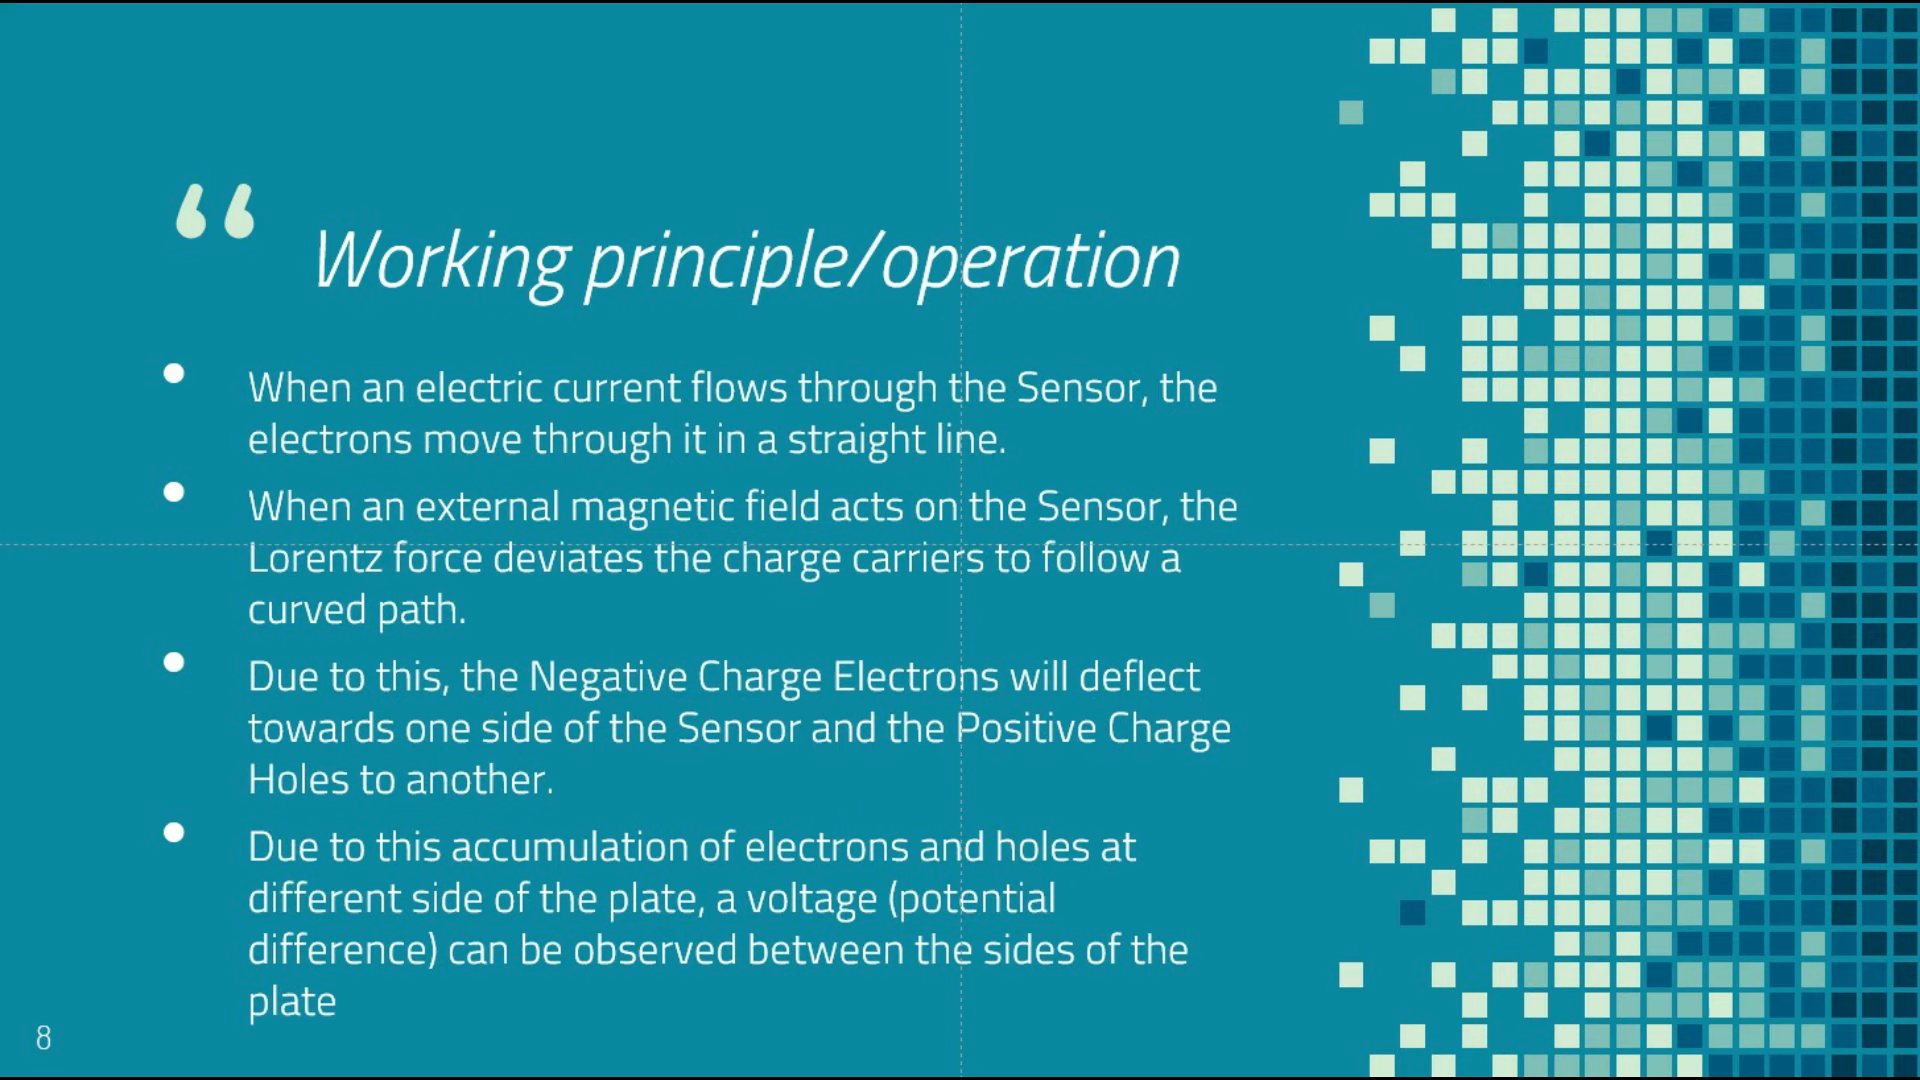 “
Working principle/operation
● When an electric current flows through the Sensor, the
electrons move through it in a straight line.
● When an external magnetic field acts on the Sensor, the
Lorentz force deviates the charge carriers to follow a
curved path.
● Due to this, the Negative Charge Electrons will deflect
towards one side of the Sensor and the Positive Charge
Holes to another.
● Due to this accumulation of electrons and holes at
different side of the plate, a voltage (potential
difference) can be observed between the sides of the
plate
8